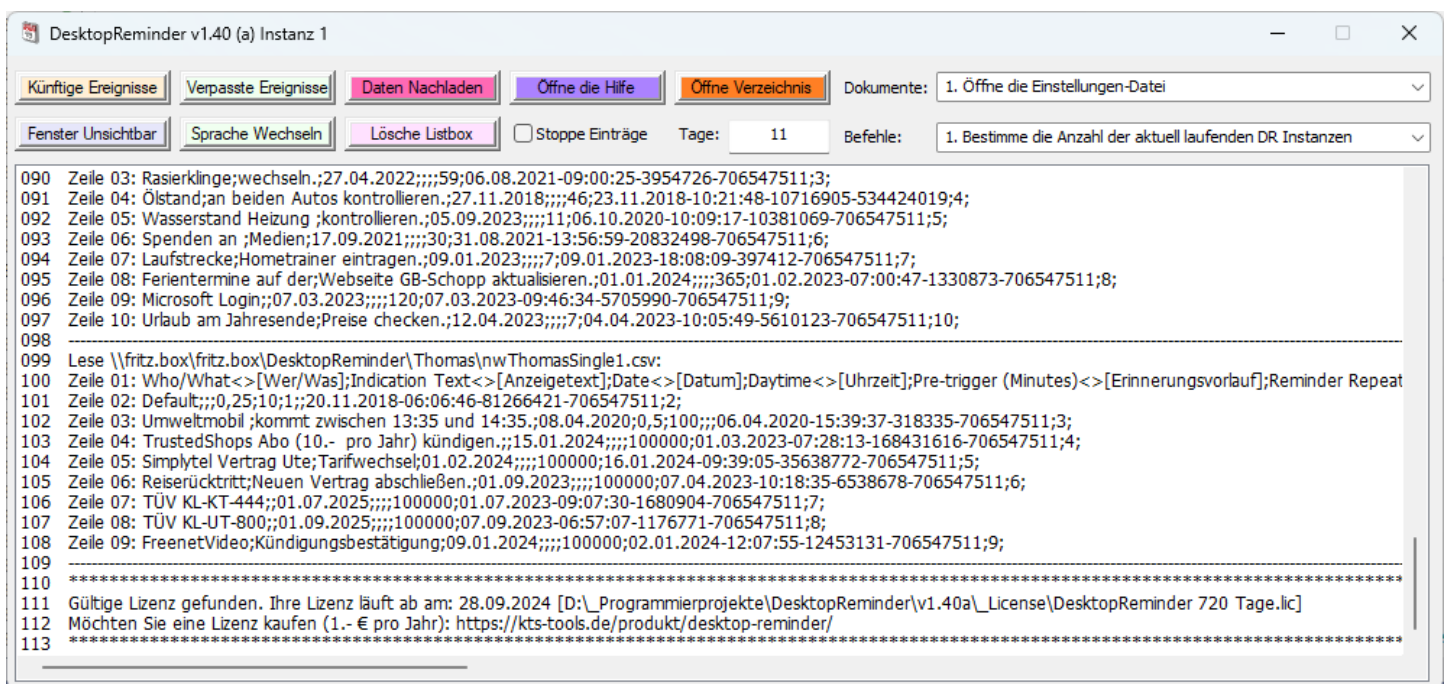 DesktopReminder v1.40 (a) Instanz 1
Künftige Ereignisse Verpasste Ereignisse Daten Nachladen Öffne die Hilfe Öffne Verzeichnis Dokumente: 1. Öffne die Einstellungen-Datei
Fenster Unsichtbar Sprache Wechseln Lösche Listbox Stoppe Einträge Tage: 11 Befehle: 1. Bestimme die Anzahl der aktuell laufenden DR Instanzen
090 Zeile 03: Rasierklinge;wechseln.;27.04.2022;;;;59;06.08.2021-09:00:25-3954726-706547511;3;
091 Zeile 04: Ölstand;an beiden Autos kontrollieren.;27.11.2018;;;;46;23.11.2018-10:21:48-10716905-534424019;4;
092 Zeile 05: Wasserstand Heizung ;kontrollieren.;05.09.2023;;;;11;06.10.2020-10:09:17-10381069-706547511;5;
093 Zeile 06: Spenden an ;Medien;17.09.2021;;;;30;31.08.2021-13:56:59-20832498-706547511;6;
094 Zeile 07: Laufstrecke;Hometrainer eintragen.;09.01.2023;;;;7;09.01.2023-18:08:09-397412-706547511;7;
095 Zeile 08: Ferientermine auf der;Webseite GB-Schopp aktualisieren.;01.01.2024;;;;365;01.02.2023-07:00:47-1330873-706547511;8;
096 Zeile 09: Microsoft Login;;07.03.2023;;;;120;07.03.2023-09:46:34-5705990-706547511;9;
097 Zeile 10: Urlaub am Jahresende;Preise checken.;12.04.2023;;;;7;04.04.2023-10:05:49-5610123-706547511;10;
098
099 Lese \\fritz.box\fritz.box\DesktopReminder\Thomas\nwThomasSingle1.csv:
100 Zeile 01: Who/What<>[Wer/Was];Indication Text<>[Anzeigetext];Date<>[Datum];Daytime<>[Uhrzeit];Pre-trigger (Minutes)<>[Erinnerungsvorlauf];Reminder Repeat
101 Zeile 02: Default;;;0,25;10;1;;20.11.2018-06:06:46-81266421-706547511;2;
102 Zeile 03: Umweltmobil ;kommt zwischen 13:35 und 14:35.;08.04.2020;0,5;100;;;06.04.2020-15:39:37-318335-706547511;3;
103 Zeile 04: TrustedShops Abo (10.- pro Jahr) kündigen.;;15.01.2024;;;;100000;01.03.2023-07:28:13-168431616-706547511;4;
104 Zeile 05: Simplytel Vertrag Ute;Tarifwechsel;01.02.2024;;;;100000;16.01.2024-09:39:05-35638772-706547511;5;
105 Zeile 06: Reiserücktritt;Neuen Vertrag abschließen.;01.09.2023;;;;100000;07.04.2023-10:18:35-6538678-706547511;6;
106 Zeile 07: TÜV KL-KT-444;;01.07.2025;;;;100000;01.07.2023-09:07:30-1680904-706547511;7;
107 Zeile 08: TÜV KL-UT-800;;01.09.2025;;;;100000;07.09.2023-06:57:07-1176771-706547511;8;
108 Zeile 09: FreenetVideo;Kündigungsbestätigung;09.01.2024;;;;100000;02.01.2024-12:07:55-12453131-706547511;9;
109
110
111 Gültige Lizenz gefunden. Ihre Lizenz läuft ab am: 28.09.2024 [D:\_Programmierprojekte\DesktopReminder\v1.40a\_License\DesktopReminder 720 Tage.lic]
112 Möchten Sie eine Lizenz kaufen (1.- € pro Jahr): https://kts-tools.de/produkt/desktop-reminder/
113